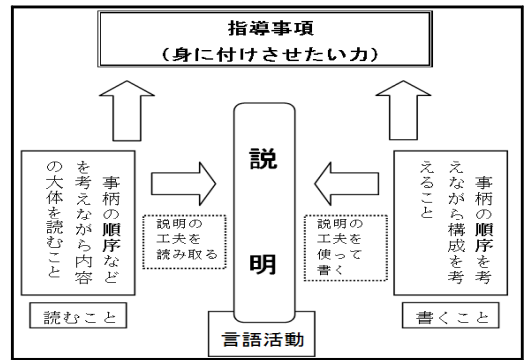 指導事項
(身に付けさせたい力)
説明
事柄の順序など
を考えながら内容
の大体を読むこと
説明の
工夫を
読み取る
説明の
工夫を
使って
書く
事柄の順序を考
えながら構成を考
えること
読むこと
書くこと
言語活動